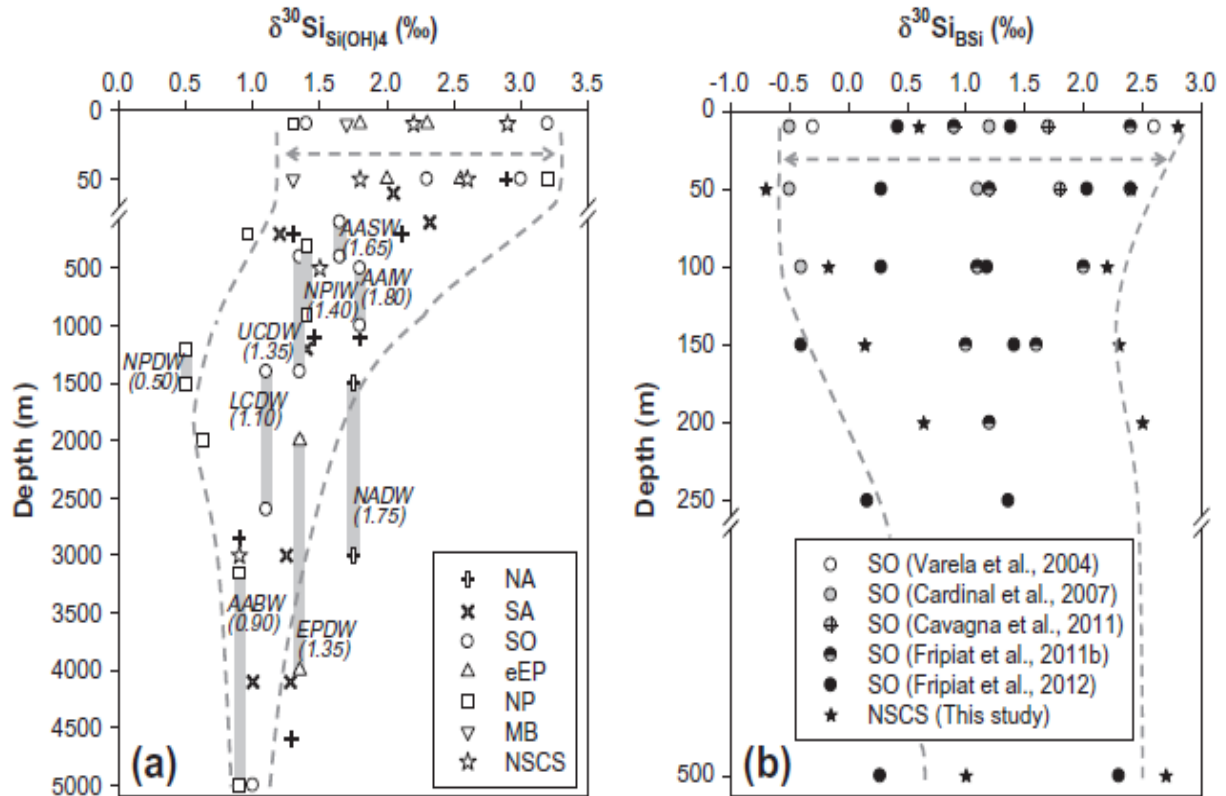 δ30SiSi(OH)4 (‰)
0.0 0.5 1.0 1.5 2.0 2.5 3.0 3.5
0
50
500
1000
1500
2000
2500
3000
3500
4000
4500
5000
Depth (m)
AASW
(1.65)
AAIW
(1.80)
NPIW
(1.40)
UCDW
(1.35)
NPDW
(0.50)
LCDW
(1.10)
NADW
(1.75)
AABW
(0.90)
EPDW
(1.35)
NA
SA
SO
eEP
NP
MB
NSCS
(a)
δ30SiBSi (‰)
-1.0 -0.5 0.0 0.5 1.0 1.5 2.0 2.5 3.0
0
50
100
150
200
250
500
Depth (m)
SO (Varela et al., 2004)
SO (Cardinal et al., 2007)
SO (Cavagna et al., 2011)
SO (Fripiat et al., 2011b)
SO (Fripiat et al., 2012)
NSCS (This study)
(b)